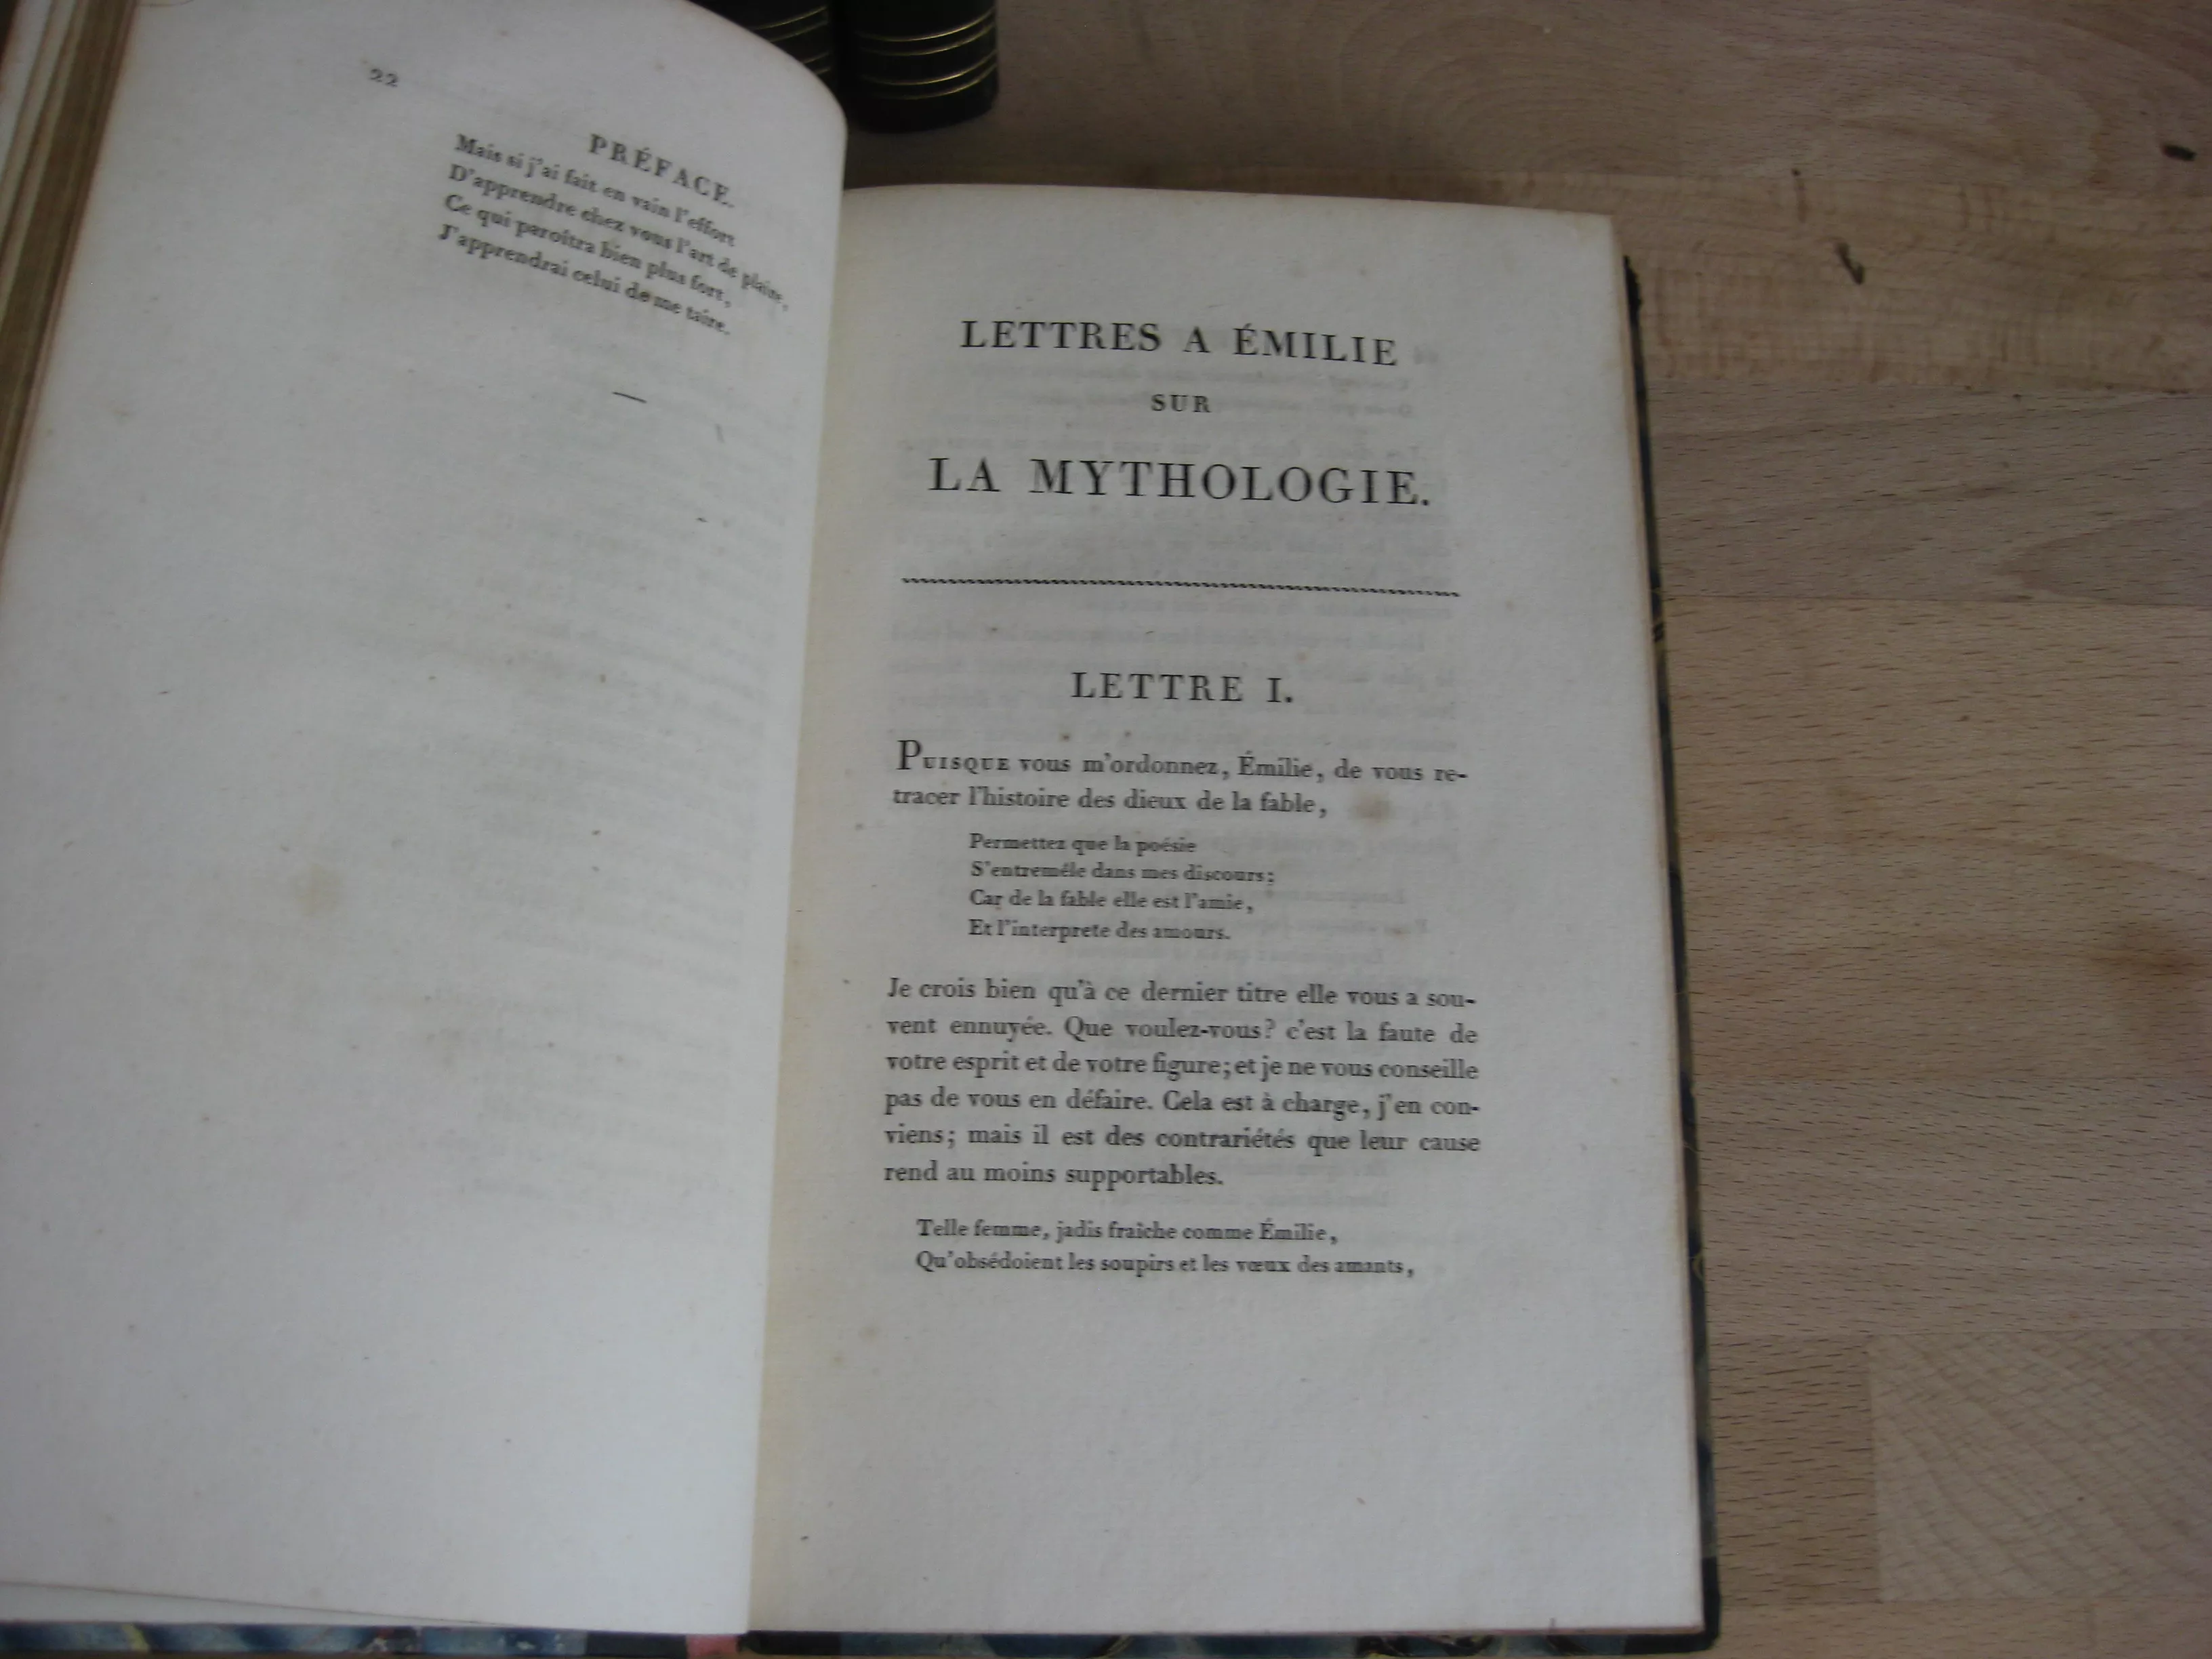 22
PRÉFACE.
Mais si j'ai fait en vain l'effort
D'apprendre chez vous l'art de plaire,
Ce qui paroîtra bien plus fort,
J'apprendrai celui de me taire.
LETTRES A ÉMILIE
SUR
LA MYTHOLOGIE.
LETTRE I.
PUISQUE vous m'ordonnez, Émilie, de vous re-
tracer l'histoire des dieux de la fable,
Permettez que la poésie
S'entremêle dans mes discours;
Car de la fable elle est l'amie,
Et l'interprete des amours.
Je crois bien qu'à ce dernier titre elle vous a sou-
vent ennuyée. Que voulez-vous? c'est la faute de
votre esprit et de votre figure; et je ne vous conseille
pas de vous en défaire. Cela est à charge, j'en con-
viens; mais il est des contrariétés que leur cause
rend au moins supportables.
Telle femme, jadis fraîche comme Émilie,
Qu'obsédoient les soupirs et les vœux des amants,